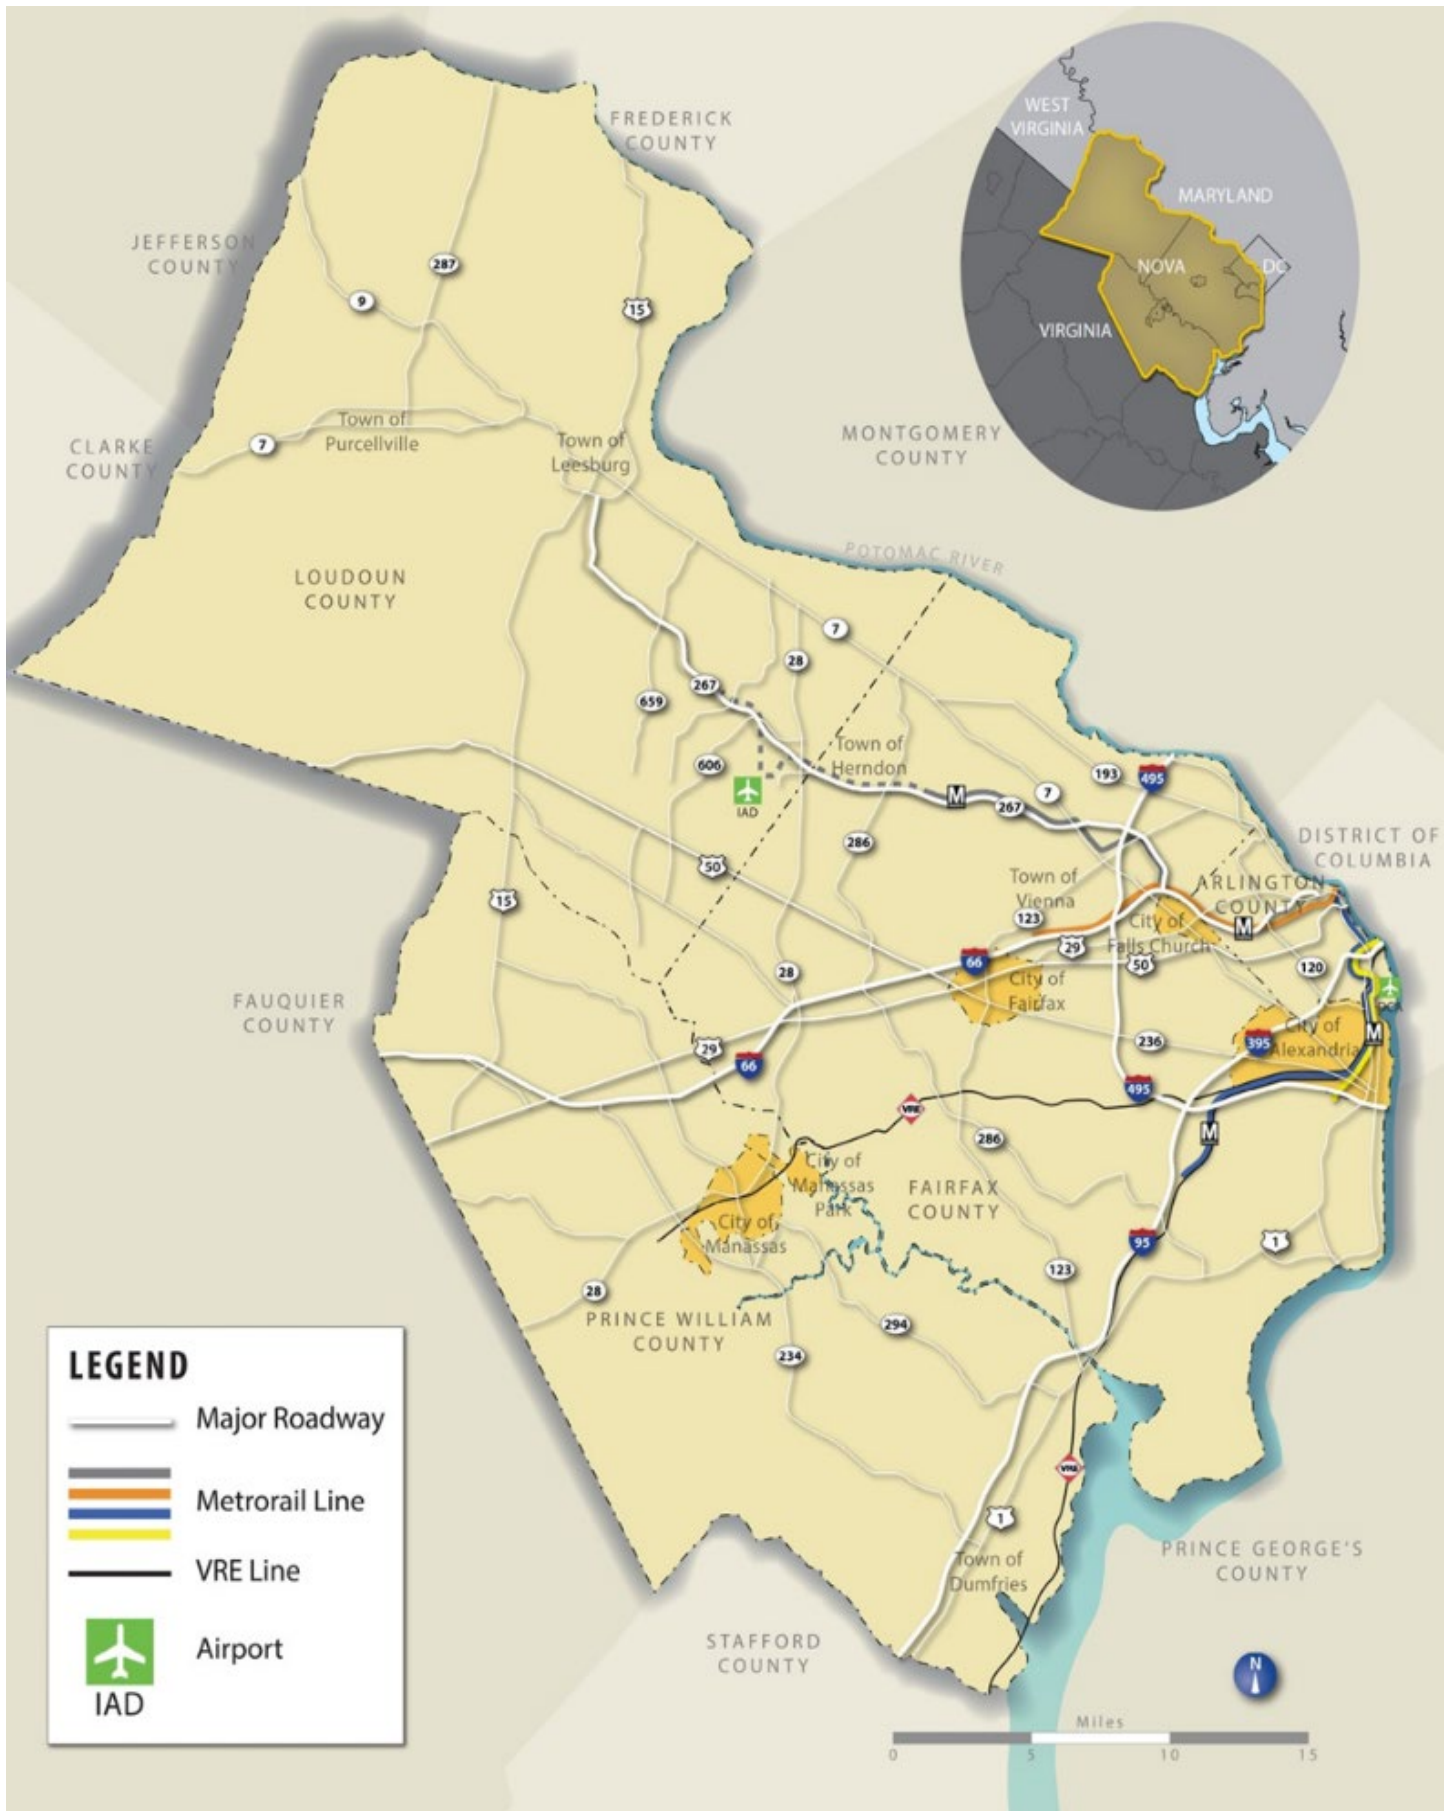 WEST
VIRGINIA
MARYLAND
NOVA
DC
VIRGINIA
FREDERICK
COUNTY
JEFFERSON
COUNTY
287
9
15
Town of
Purcellville
7
CLARKE
COUNTY
Town of
Leesburg
MONTGOMERY
COUNTY
POTOMAC RIVER
LOUDOUN
COUNTY
7
28
267
659
606
IAD
Town of
Herndon
M
267
7
193
495
286
50
15
DISTRICT OF
COLUMBIA
ARLINGTON
COUNTY
Town of
Vienna
123
29
City of
Falls Church
M
50
120
66
City of
Fairfax
28
FAUQUIER
COUNTY
29
66
236
395
City of
Alexandria
M
DCA
495
VRE
M
286
City of
Manassas
Park
FAIRFAX
COUNTY
City of
Manassas
95
1
123
28
PRINCE WILLIAM
COUNTY
294
234
VRE
1
Town of
Dumfries
PRINCE GEORGE'S
COUNTY
STAFFORD
COUNTY
LEGEND
Major Roadway
Metrorail Line
VRE Line
Airport
IAD
N
Miles
0 5 10 15